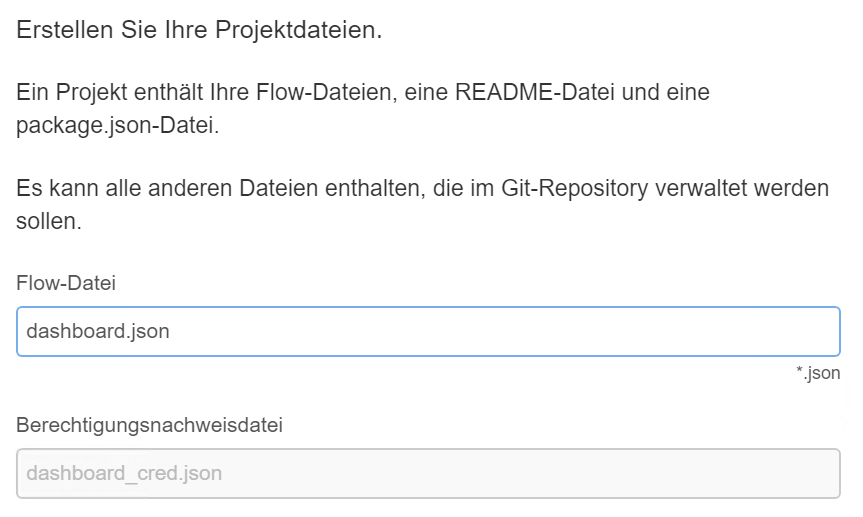 Erstellen Sie Ihre Projektdateien.
Ein Projekt enthält Ihre Flow-Dateien, eine README-Datei und eine
package.json-Datei.
Es kann alle anderen Dateien enthalten, die im Git-Repository verwaltet werden
sollen.
Flow-Datei
dashboard.json
*.json
Berechtigungsnachweisdatei
dashboard_cred.json